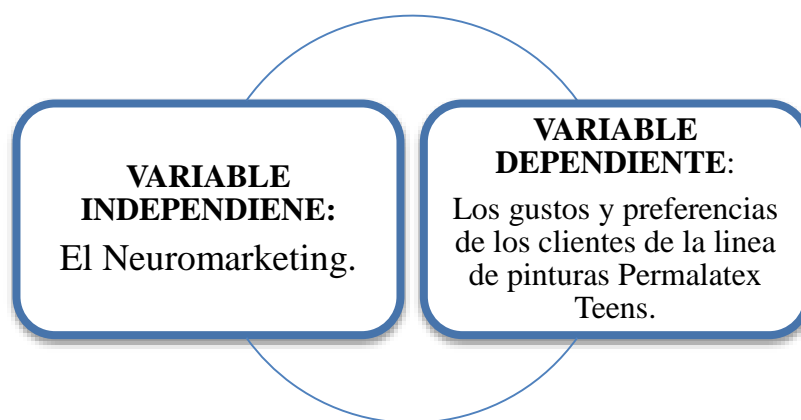 VARIABLE
INDEPENDIENE:
El Neuromarketing.
VARIABLE
DEPENDIENTE:
Los gustos y preferencias
de los clientes de la linea
de pinturas Permalatex
Teens.